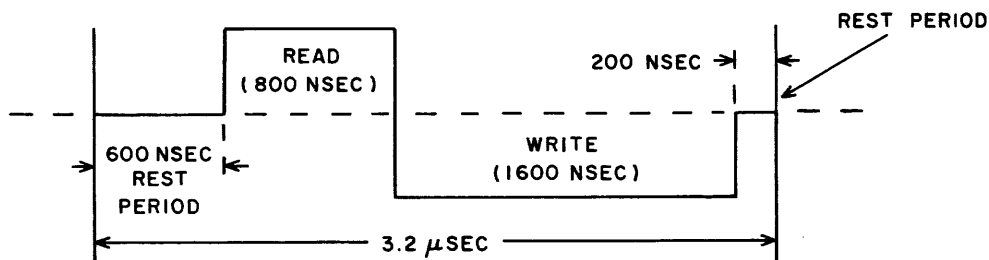 REST PERIOD
READ
(800 NSEC)
200 NSEC
WRITE
(1600 NSEC)
600 NSEC
REST
PERIOD
3.2 μSEC